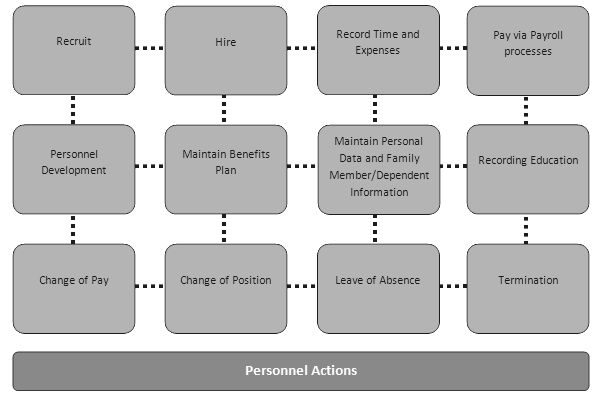 Recruit
Hire
Record Time and
Expenses
Pay via Payroll
processes
Personnel
Development
Maintain Benefits
Plan
Maintain Personal
Data and Family
Member/Dependent
Information
Recording Education
Change of Pay
Change of Position
Leave of Absence
Termination
Personnel Actions